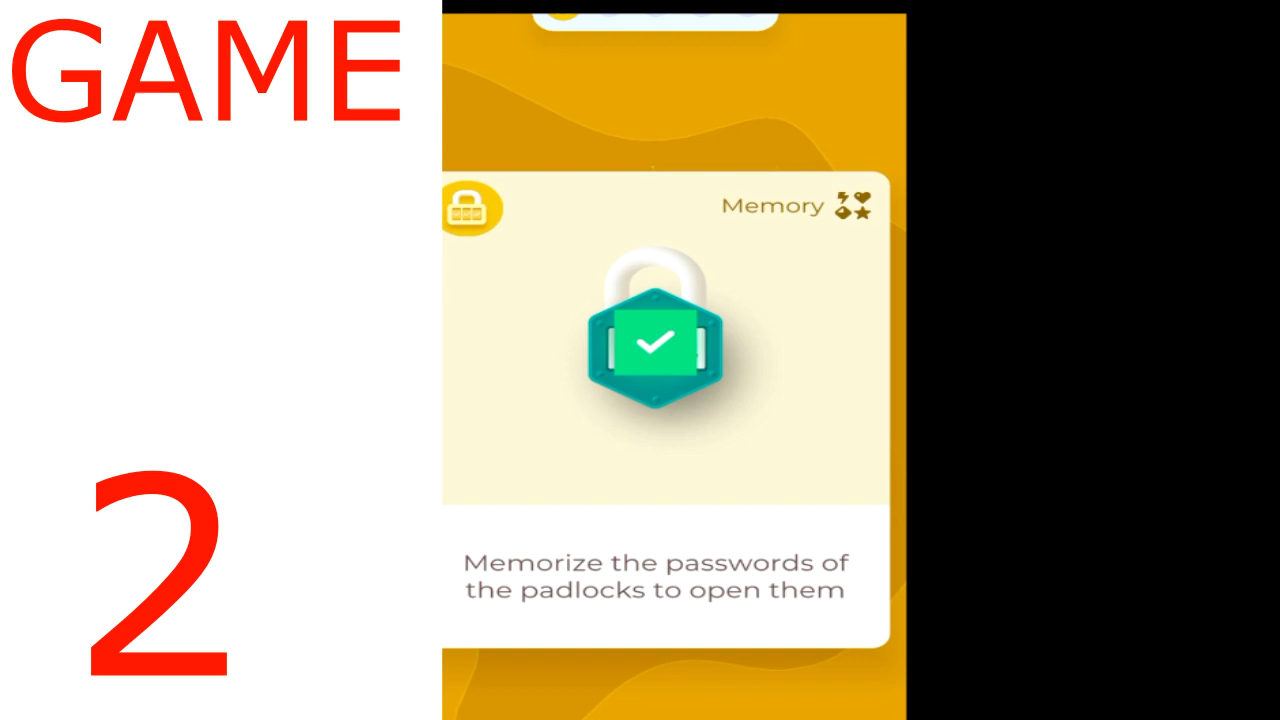 GAME
2
Memory
Memorize the passwords of
the padlocks to open them